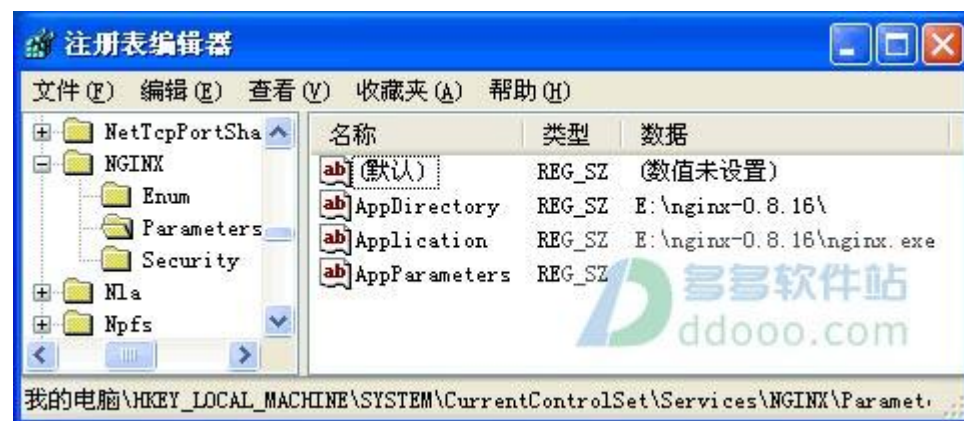 注册表编辑器
文件(F) 编辑(E) 查看(V) 收藏夹(A) 帮助(H)
NetTcpPortSha
NGINX
Enum
Parameters
Security
Nla
Npfs
名称 类型 数据
(默认) REG_SZ (数值未设置)
AppDirectory REG_SZ E:\nginx-0.8.16\
Application REG_SZ E:\nginx-0.8.16\nginx.exe
AppParameters REG_SZ
多多软件站
ddooo.com
我的电脑\HKEY_LOCAL_MACHINE\SYSTEM\CurrentControlSet\Services\NGINX\Paramet